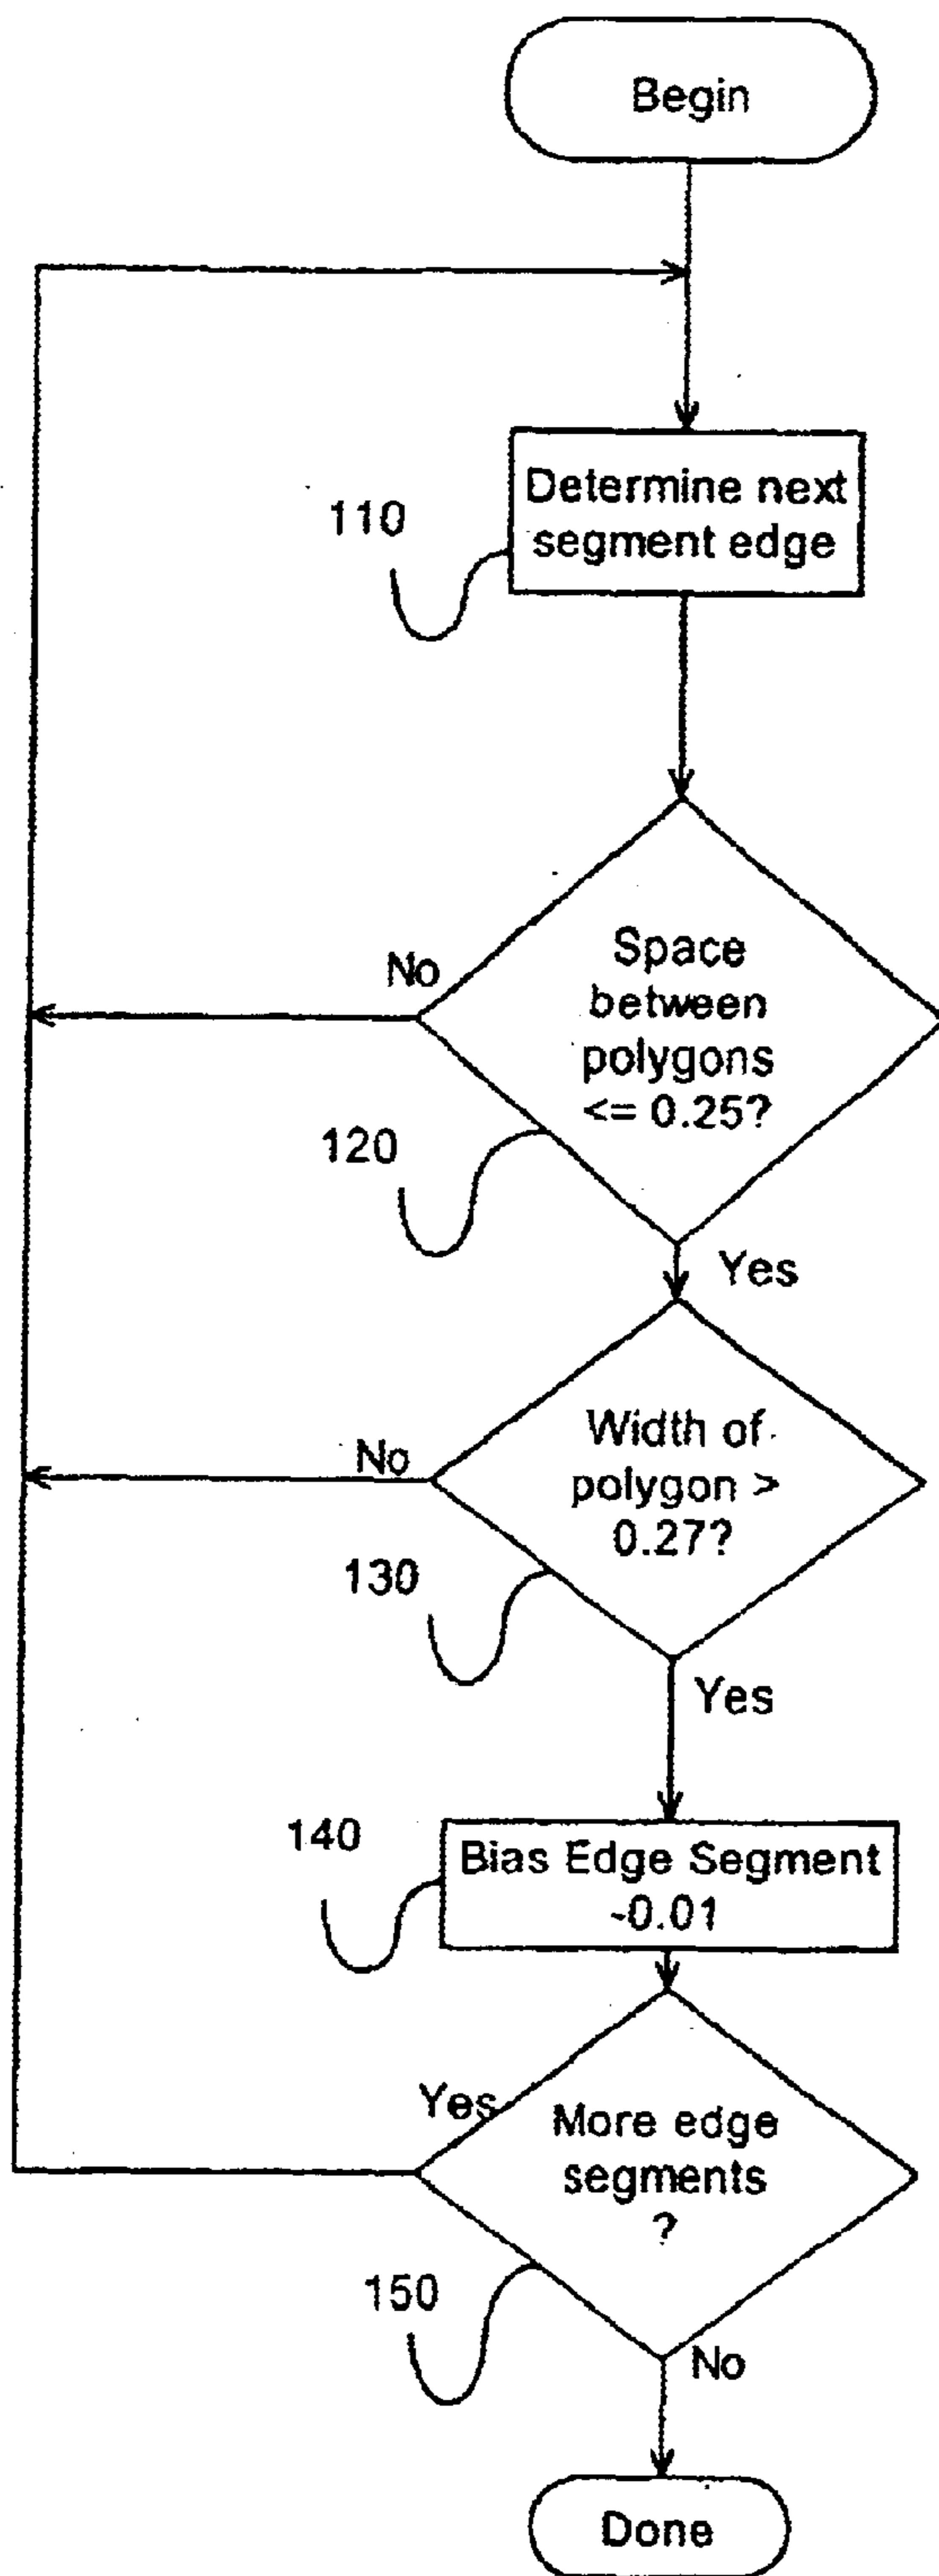 Begin
110
Determine next
segment edge
No
Space
between
polygons
<= 0.25?
120
Yes
No
Width of
polygon >
0.27?
130
Yes
140
Bias Edge Segment
-0.01
Yes
More edge
segments
?
150
No
Done